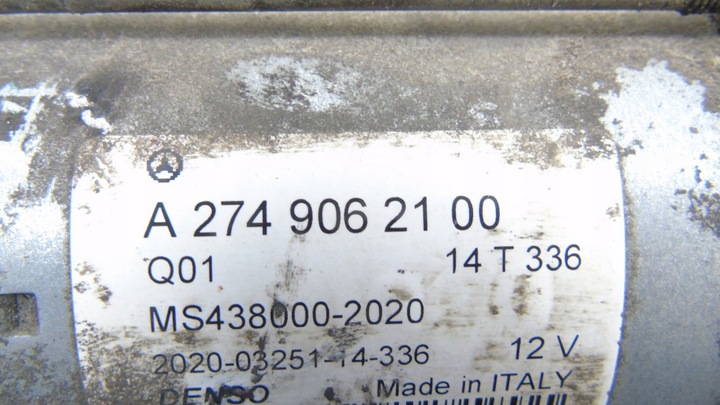 A 274 906 21 00
Q01 14 T 336
MS438000-2020
2020-03251-14-336 12 V
DENSO Made in ITALY